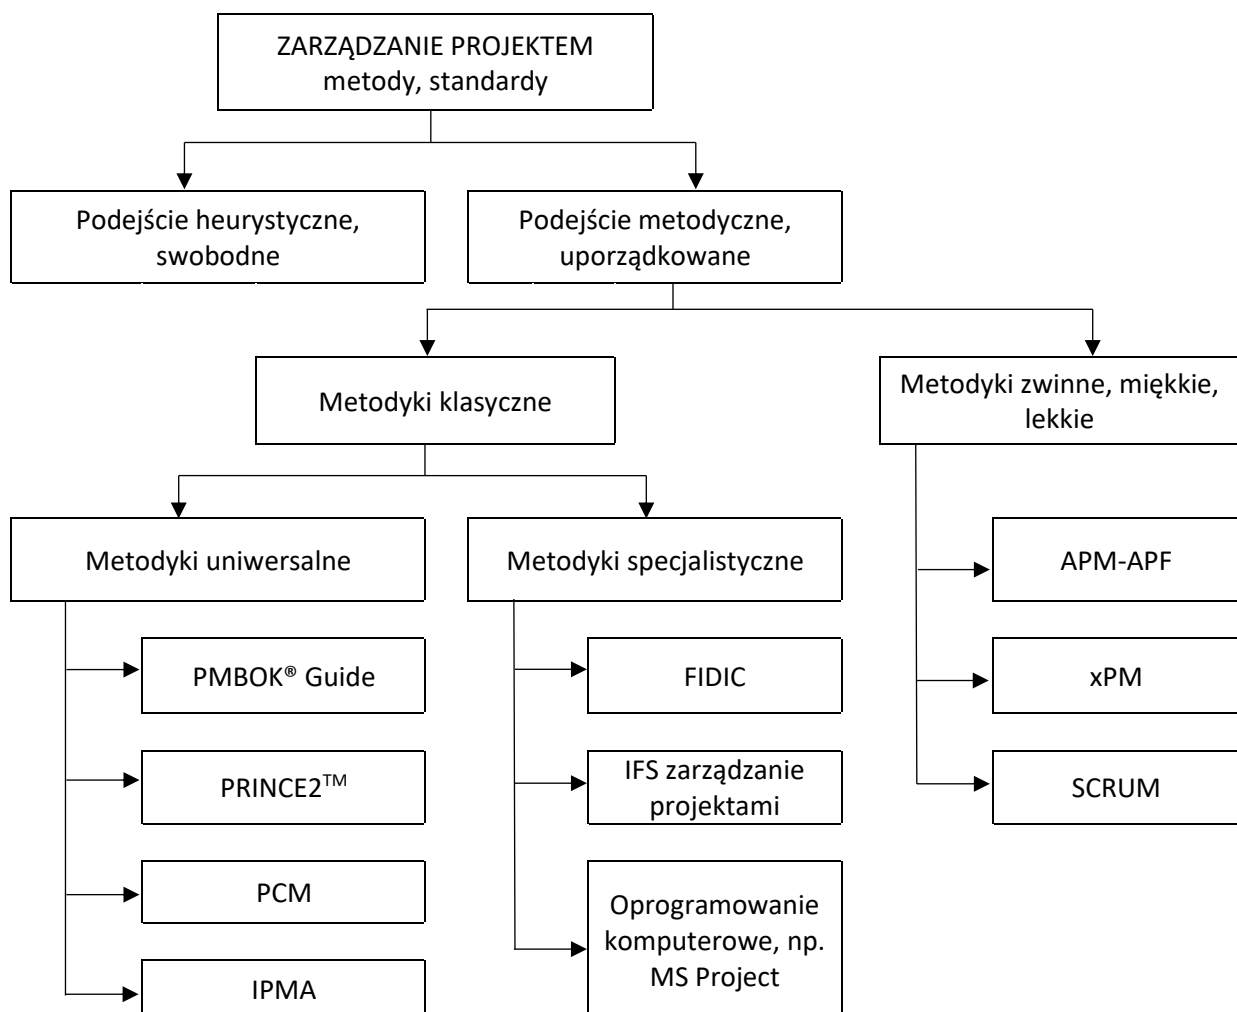 ZARZĄDZANIE PROJEKTEM
metody, standardy
Podejście heurystyczne,
swobodne
Podejście metodyczne,
uporządkowane
Metodyki klasyczne
Metodyki zwinne, miękkie,
lekkie
Metodyki uniwersalne
Metodyki specjalistyczne
APM-APF
PMBOK® Guide
FIDIC
xPM
PRINCE2™
IFS zarządzanie
projektami
SCRUM
PCM
Oprogramowanie
komputerowe, np.
MS Project
IPMA